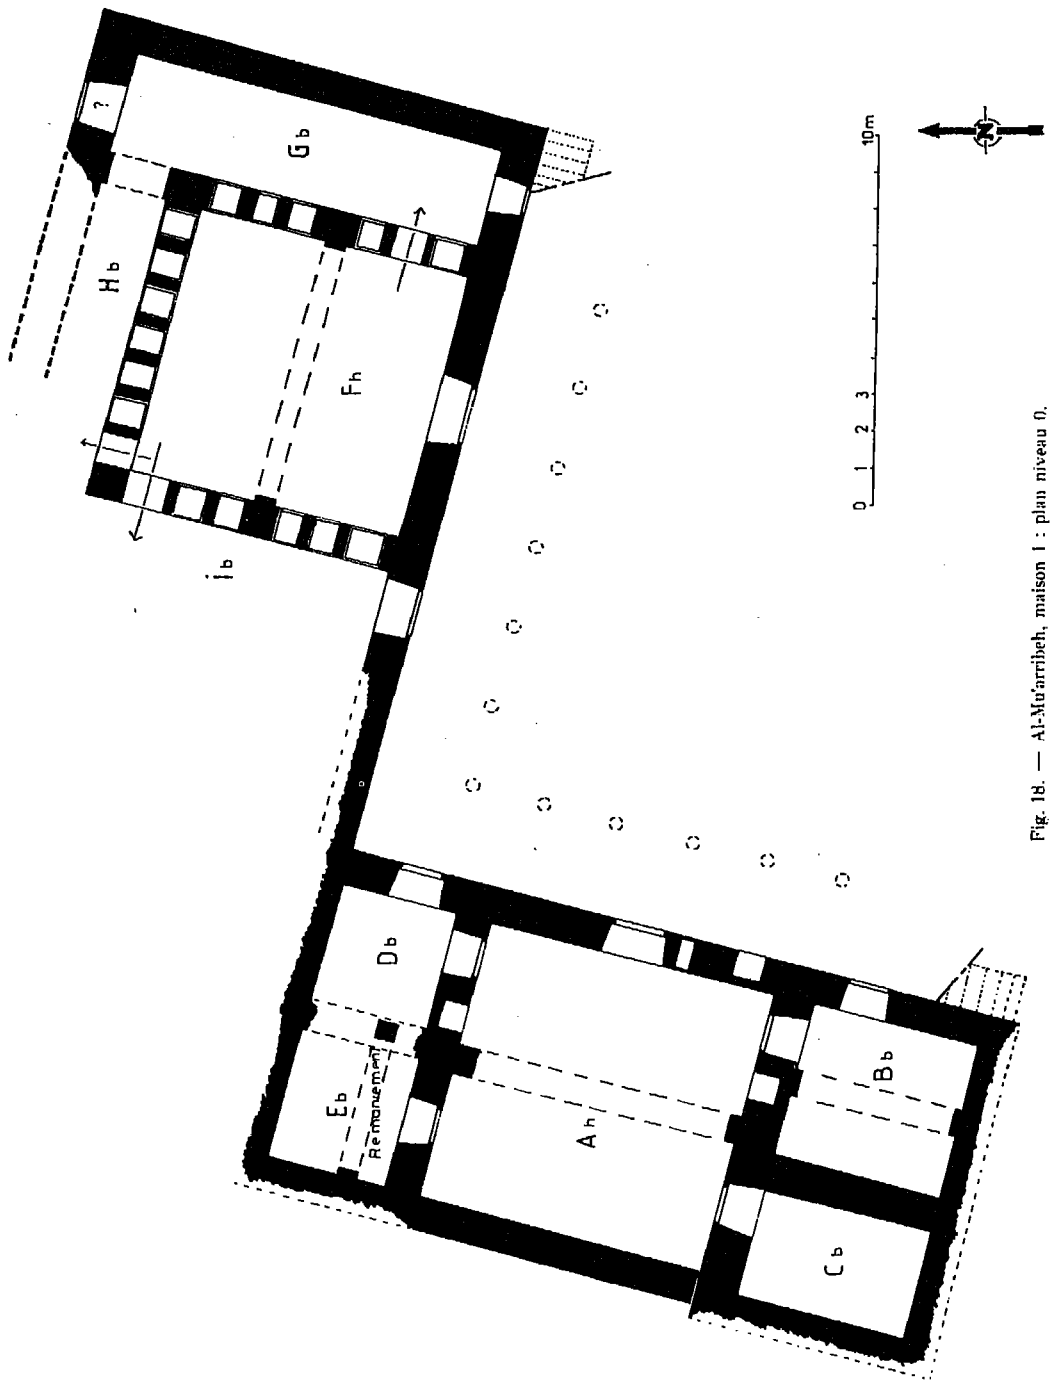 ?
Gb
Hb
Fh
ib
Db
Eb
Remaniement
Ah
Bb
Cb
0 1 2 3 10m
N
Fig. 18. — Al-Mu'arribeh, maison 1 : plan niveau 0.